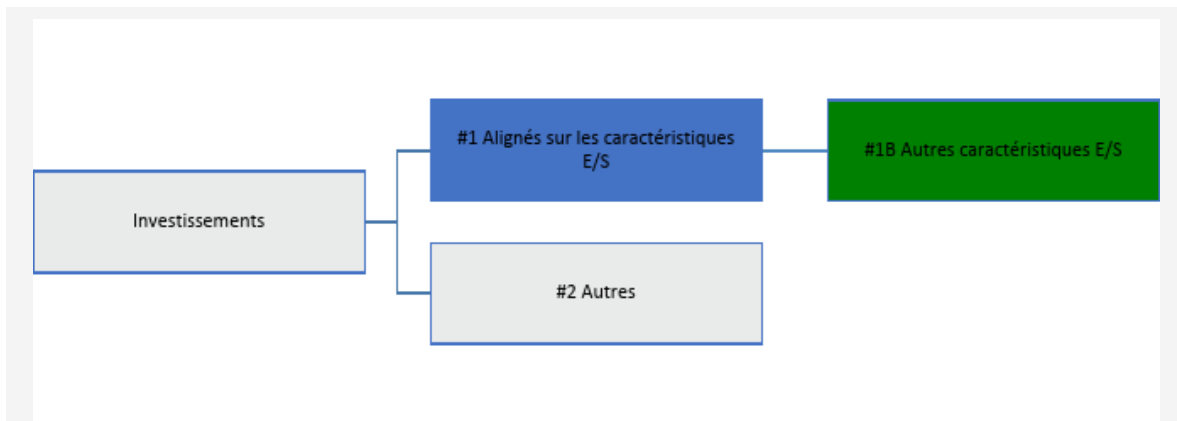 #1 Alignés sur les caractéristiques
E/S
#1B Autres caractéristiques E/S
Investissements
#2 Autres